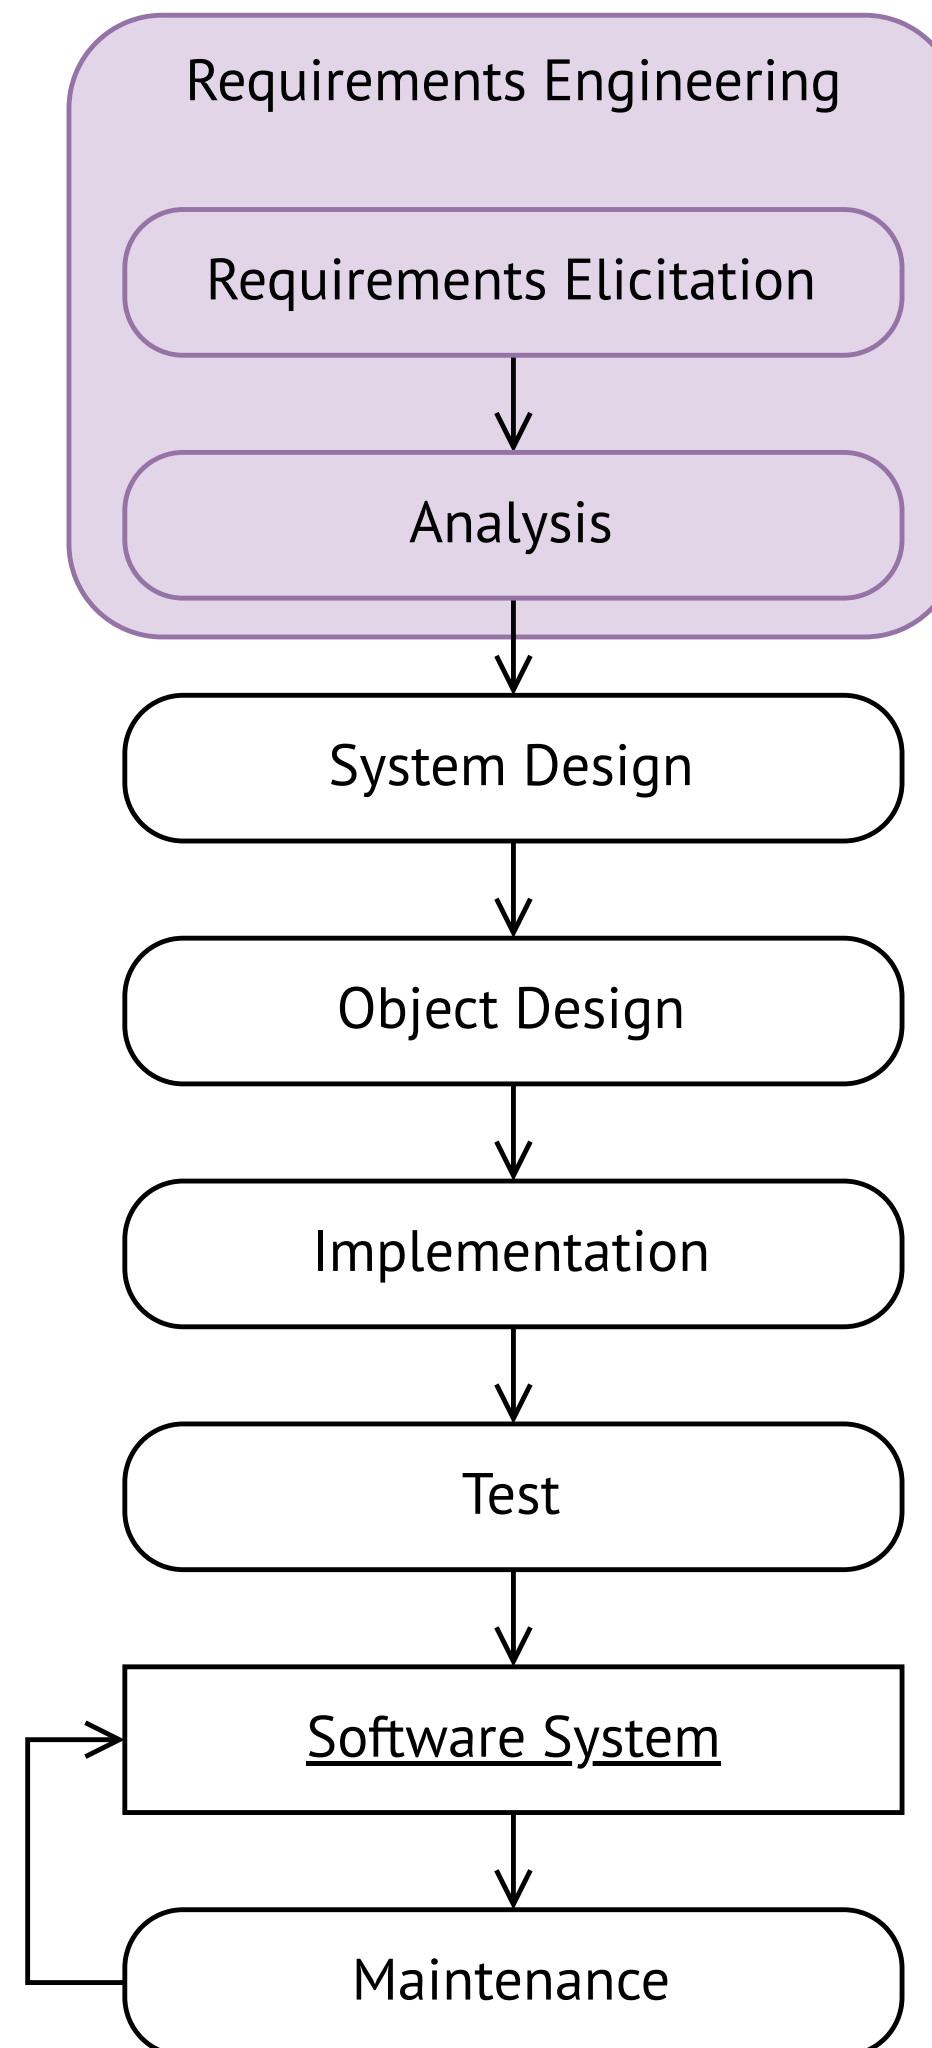 Requirements Engineering
Requirements Elicitation
Analysis
System Design
Object Design
Implementation
Test
Software System
Maintenance